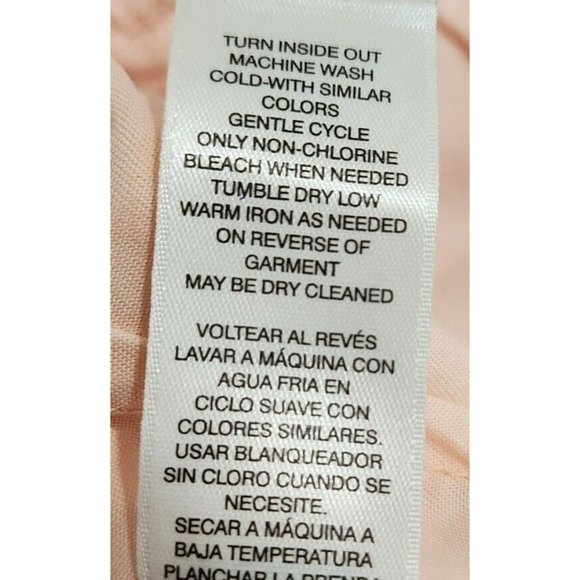 TURN INSIDE OUT
MACHINE WASH
COLD-WITH SIMILAR
COLORS
GENTLE CYCLE
ONLY NON-CHLORINE
BLEACH WHEN NEEDED
TUMBLE DRY LOW
WARM IRON AS NEEDED
ON REVERSE OF
GARMENT
MAY BE DRY CLEANED
VOLTEAR AL REVÉS
LAVAR A MÁQUINA CON
AGUA FRIA EN
CICLO SUAVE CON
COLORES SIMILARES.
USAR BLANQUEADOR
SIN CLORO CUANDO SE
NECESITE.
SECAR A MÁQUINA A
BAJA TEMPERATURA
PLANCHAR LA PRENDA